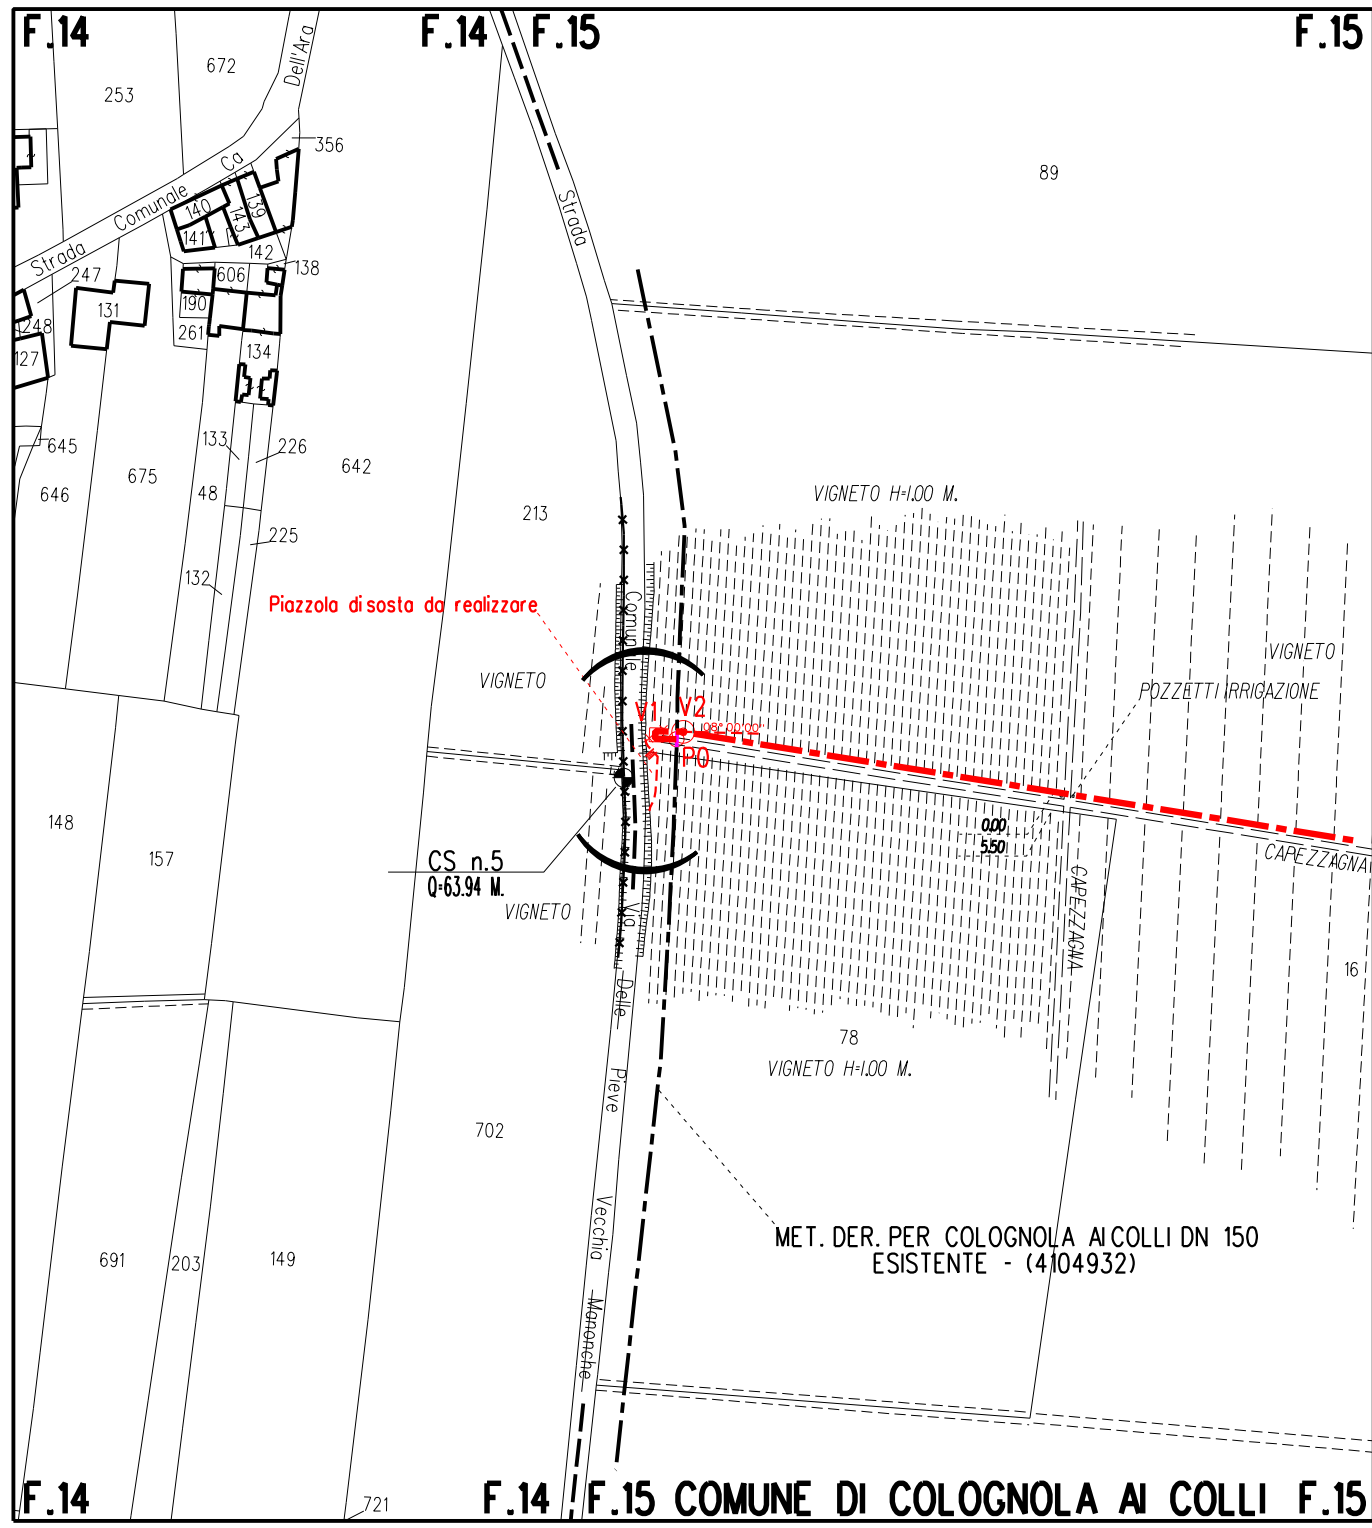 F.14
F.14
F.15
F.15
672
Dell'Ara
253
356
89
Strada Comunale Ca
140
139
143
141
142
Strada
138
247
606
190
131
248
261
134
127
645
133
226
642
675
646
48
VIGNETO H=1.00 M.
213
225
132
Piazzola di sosta da realizzare
Comunale
VIGNETO
VIGNETO
POZZETTI IRRIGAZIONE
V1
V2
98°00'00"
P0
148
157
0.00
5.50
CS n.5
Q=63.94 M.
CAPEZZAGNA
CAPEZZAGNA
VIGNETO
Via
16
Delle
78
VIGNETO H=1.00 M.
Pieve
702
Vecchia
MET. DER. PER COLOGNOLA AI COLLI DN 150
ESISTENTE - (4104932)
691
203
149
Mononche
721
F.14
F.14
F.15
COMUNE DI COLOGNOLA AI COLLI
F.15